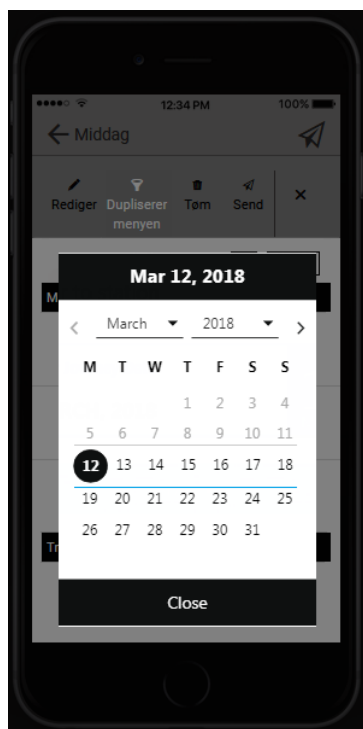 12:34 PM 100%
Middag
Rediger Dupliserer menyen Tøm Send
Mar 12, 2018
March 2018
M T W T F S S
1 2 3 4
5 6 7 8 9 10 11
12 13 14 15 16 17 18
19 20 21 22 23 24 25
26 27 28 29 30 31
Close